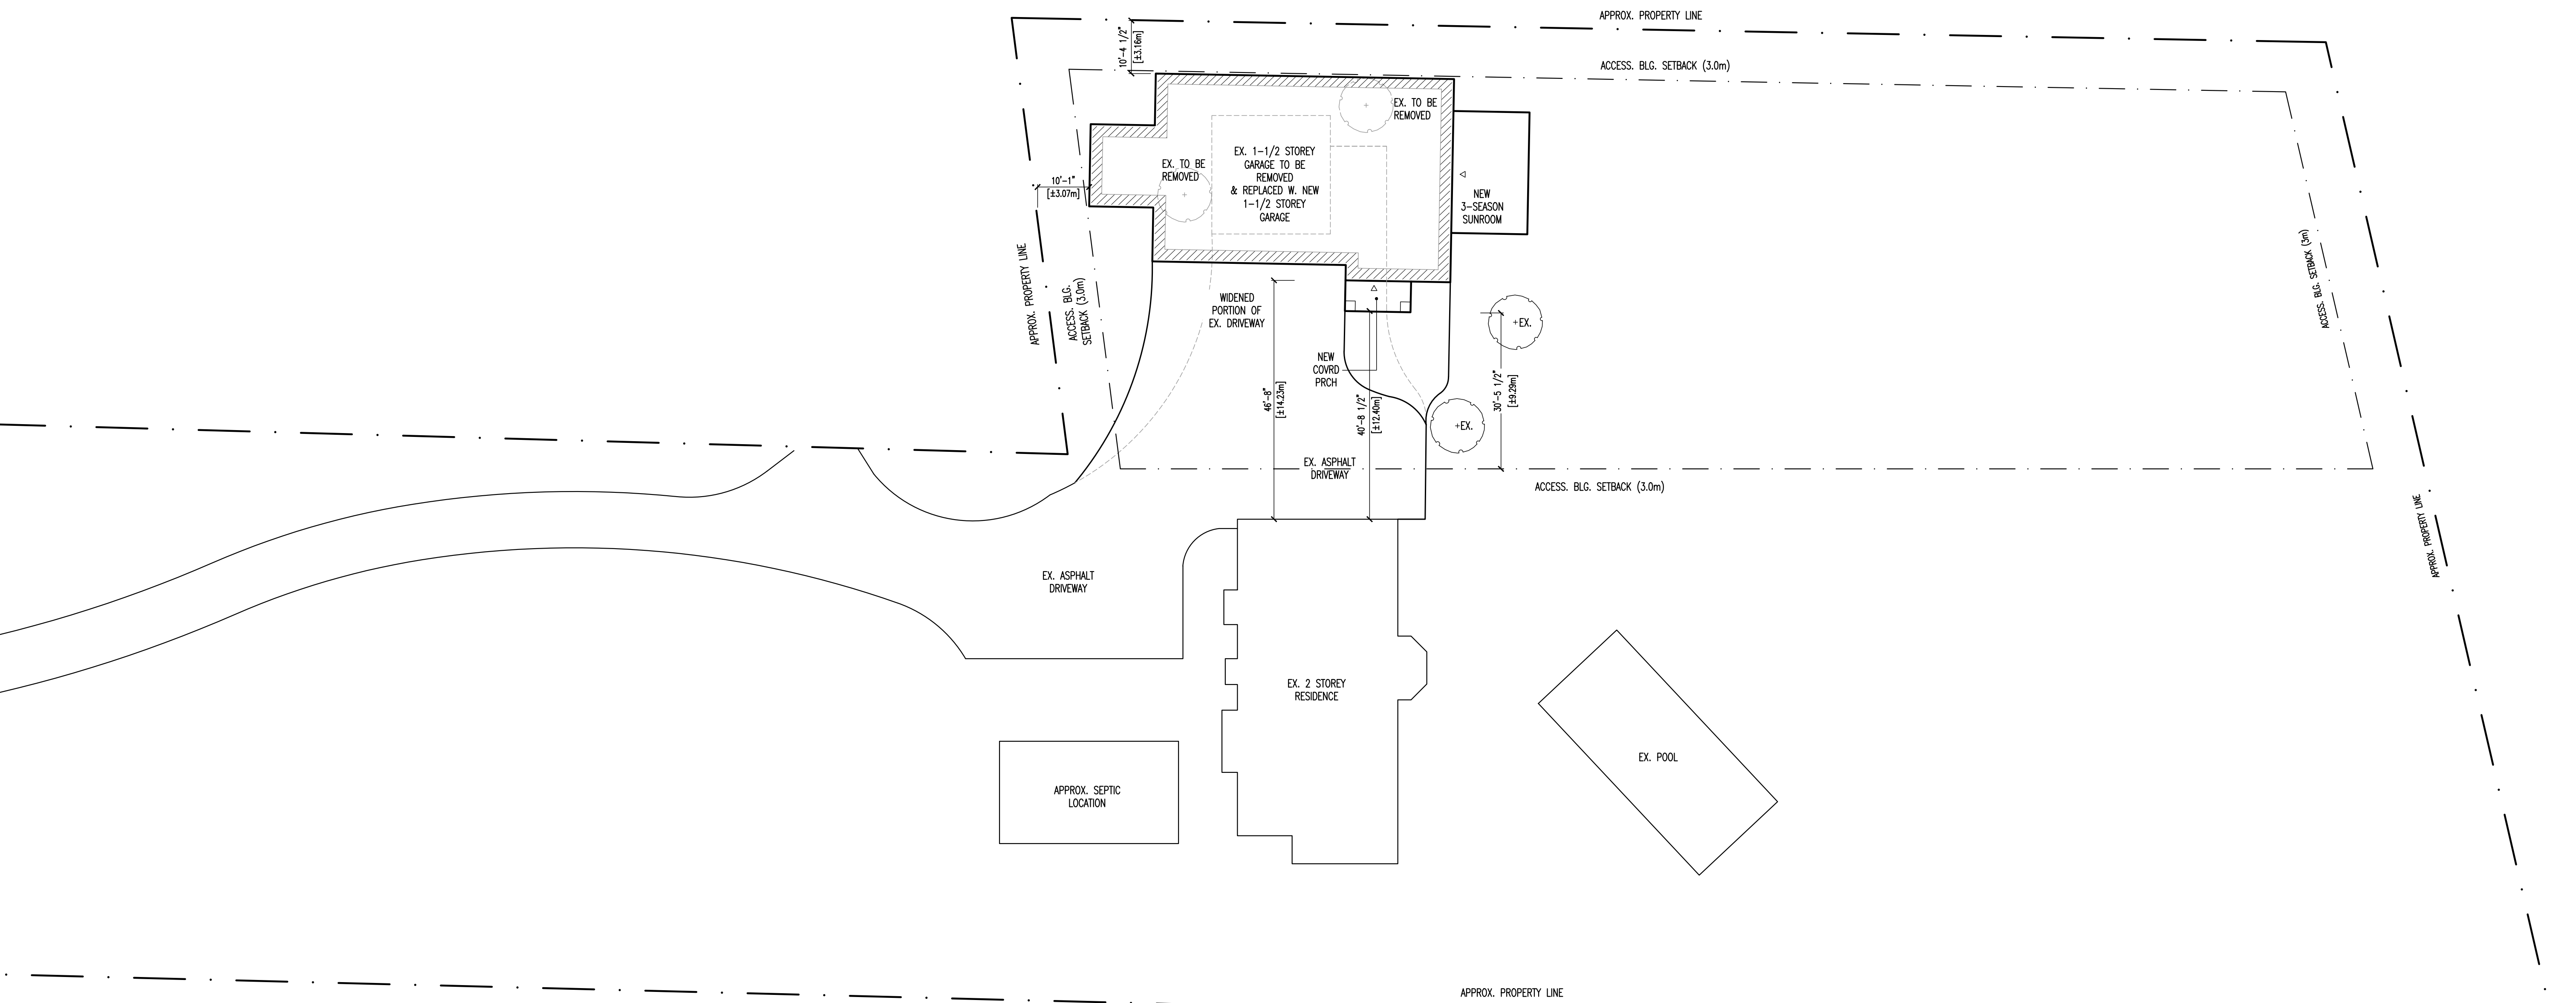 APPROX. PROPERTY LINE
10'-4 1/2"
[±3.16m]
ACCESS. BLG. SETBACK (3.0m)
EX. TO BE
REMOVED
EX. 1-1/2 STOREY
GARAGE TO BE
REMOVED
& REPLACED W. NEW
1-1/2 STOREY
GARAGE
EX. TO BE
REMOVED
10'-1"
[±3.07m]
NEW
3-SEASON
SUNROOM
APPROX. PROPERTY LINE
ACCESS. BLG.
SETBACK (3.0m)
ACCESS. BLG. SETBACK (3m)
WIDENED
PORTION OF
EX. DRIVEWAY
+EX.
NEW
COVRD
PRCH
46'-8"
[±14.23m]
40'-8 1/2"
[±12.40m]
30'-5 1/2"
[±9.29m]
+EX.
EX. ASPHALT
DRIVEWAY
ACCESS. BLG. SETBACK (3.0m)
APPROX. PROPERTY LINE
EX. ASPHALT
DRIVEWAY
EX. 2 STOREY
RESIDENCE
EX. POOL
APPROX. SEPTIC
LOCATION
APPROX. PROPERTY LINE